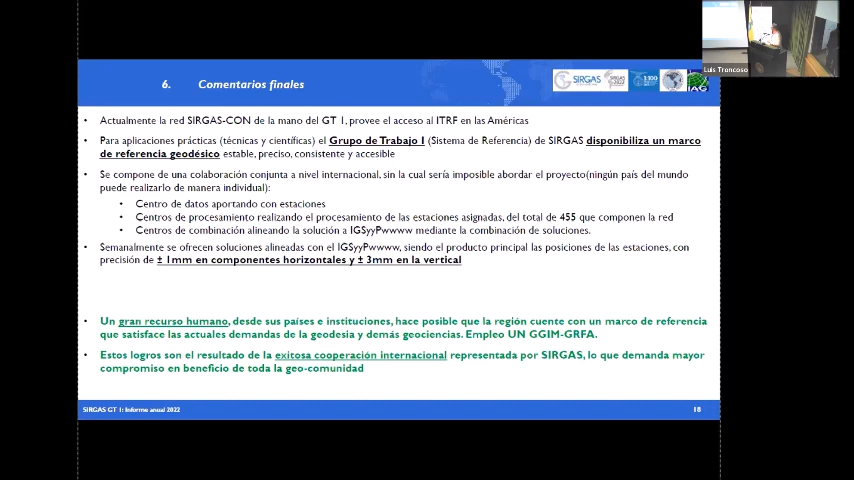 Luis Troncoso
6. Comentarios finales
SIRGAS
IAG
• Actualmente la red SIRGAS-CON de la mano del GT 1, provee el acceso al ITRF en las Américas
• Para aplicaciones prácticas (técnicas y científicas) el Grupo de Trabajo I (Sistema de Referencia) de SIRGAS disponibiliza un marco
de referencia geodésico estable, preciso, consistente y accesible
• Se compone de una colaboración conjunta a nivel internacional, sin la cual sería imposible abordar el proyecto(ningún país del mundo
puede realizarlo de manera individual):
• Centro de datos aportando con estaciones
• Centros de procesamiento realizando el procesamiento de las estaciones asignadas, del total de 455 que componen la red
• Centros de combinación alineando la solución a IGSyyPwwww mediante la combinación de soluciones.
• Semanalmente se ofrecen soluciones alineadas con el IGSyyPwwww, siendo el producto principal las posiciones de las estaciones, con
precisión de ± 1mm en componentes horizontales y ± 3mm en la vertical
• Un gran recurso humano, desde sus países e instituciones, hace posible que la región cuente con un marco de referencia
que satisface las actuales demandas de la geodesia y demás geociencias. Empleo UN GGIM-GRFA.
• Estos logros son el resultado de la exitosa cooperación internacional representada por SIRGAS, lo que demanda mayor
compromiso en beneficio de toda la geo-comunidad
SIRGAS GT 1: Informe anual 2022
18